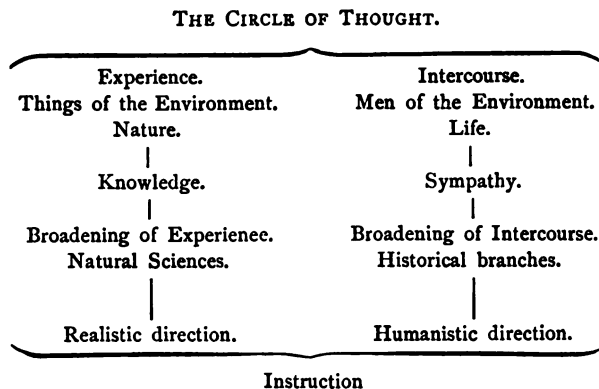 THE CIRCLE OF THOUGHT.
Experience.
Things of the Environment.
Nature.
Knowledge.
Broadening of Experience.
Natural Sciences.
Realistic direction.
Intercourse.
Men of the Environment.
Life.
Sympathy.
Broadening of Intercourse.
Historical branches.
Humanistic direction.
Instruction